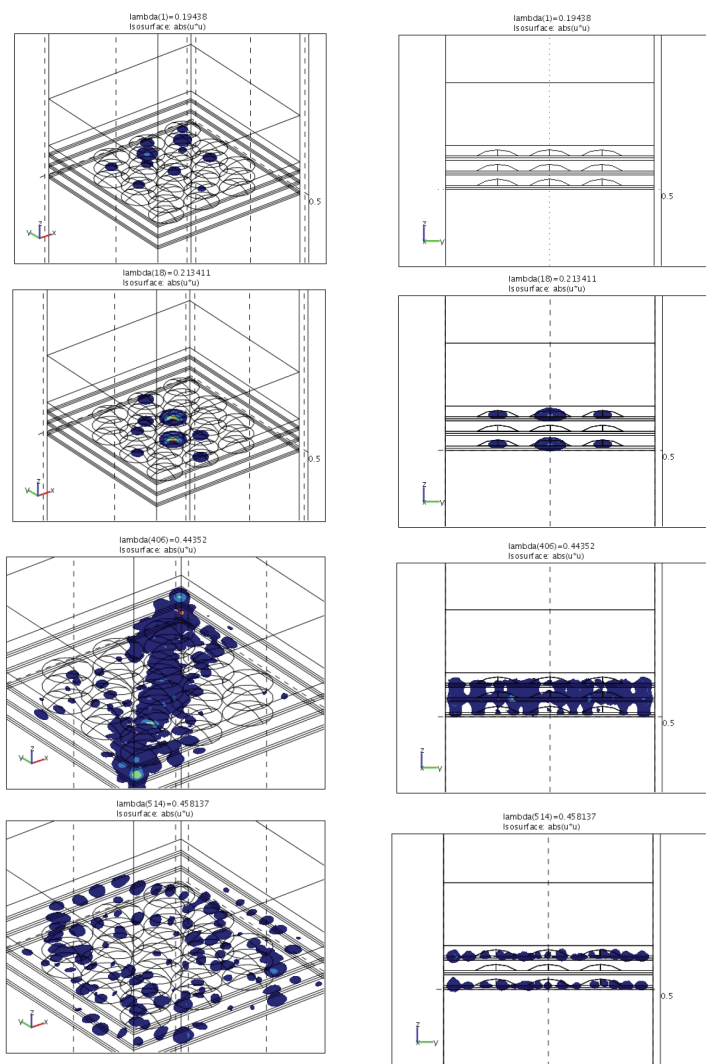 lambda(1)=0.19438
Isosurface: abs(u*u)
0.5
z
y
x
lambda(1)=0.19438
Isosurface: abs(u*u)
0.5
z
x
y
lambda(18)=0.213411
Isosurface: abs(u*u)
0.5
z
y
x
lambda(18)=0.213411
Isosurface: abs(u*u)
0.5
z
x
y
lambda(406)=0.44352
Isosurface: abs(u*u)
z
y
x
lambda(406)=0.44352
Isosurface: abs(u*u)
0.5
z
x
y
lambda(514)=0.458137
Isosurface: abs(u*u)
z
y
x
lambda(514)=0.458137
Isosurface: abs(u*u)
0.5
z
x
y